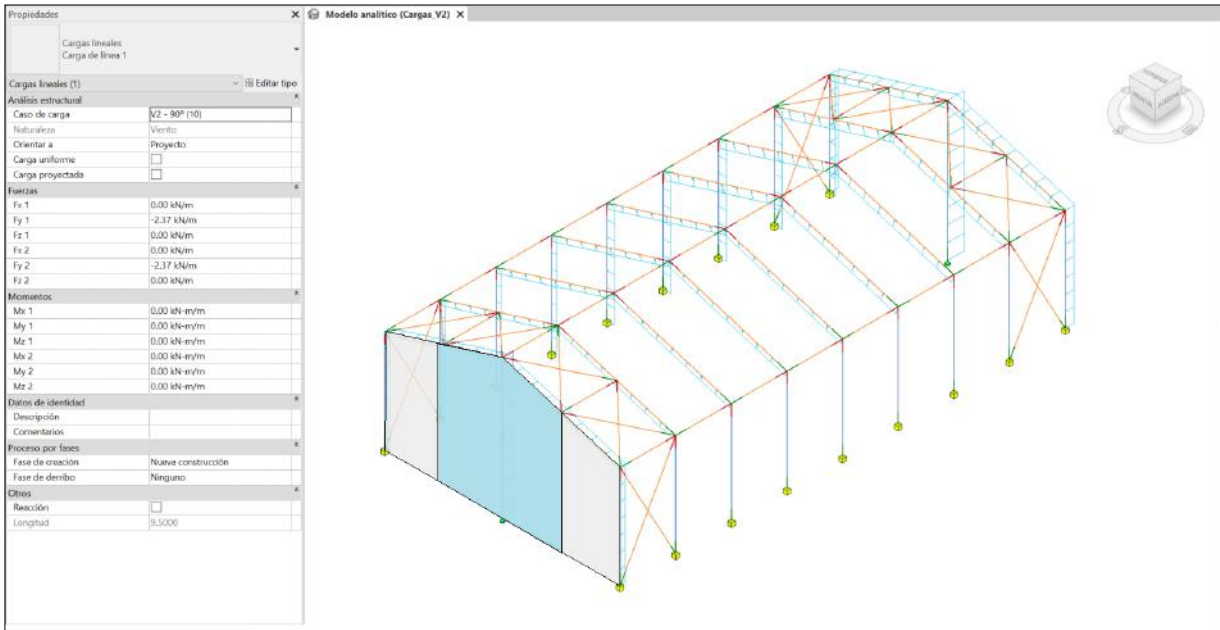 Propiedades
Modelo analítico (Cargas_V2)
Cargas lineales
Carga de línea 1
Cargas lineales (1)
Editar tipo
Análisis estructural
Caso de carga V2 - 90º (10)
Naturaleza Viento
Orientar a Proyecto
Carga uniforme
Carga proyectada
Fuerzas
Fx 1 0.00 kN/m
Fy 1 -2.37 kN/m
Fz 1 0.00 kN/m
Fx 2 0.00 kN/m
Fy 2 -2.37 kN/m
Fz 2 0.00 kN/m
Momentos
Mx 1 0.00 kN-m/m
My 1 0.00 kN-m/m
Mz 1 0.00 kN-m/m
Mx 2 0.00 kN-m/m
My 2 0.00 kN-m/m
Mz 2 0.00 kN-m/m
Datos de identidad
Descripción
Comentarios
Proceso por fases
Fase de creación Nueva construcción
Fase de derribo Ninguno
Otros
Reacción
Longitud 9,5000